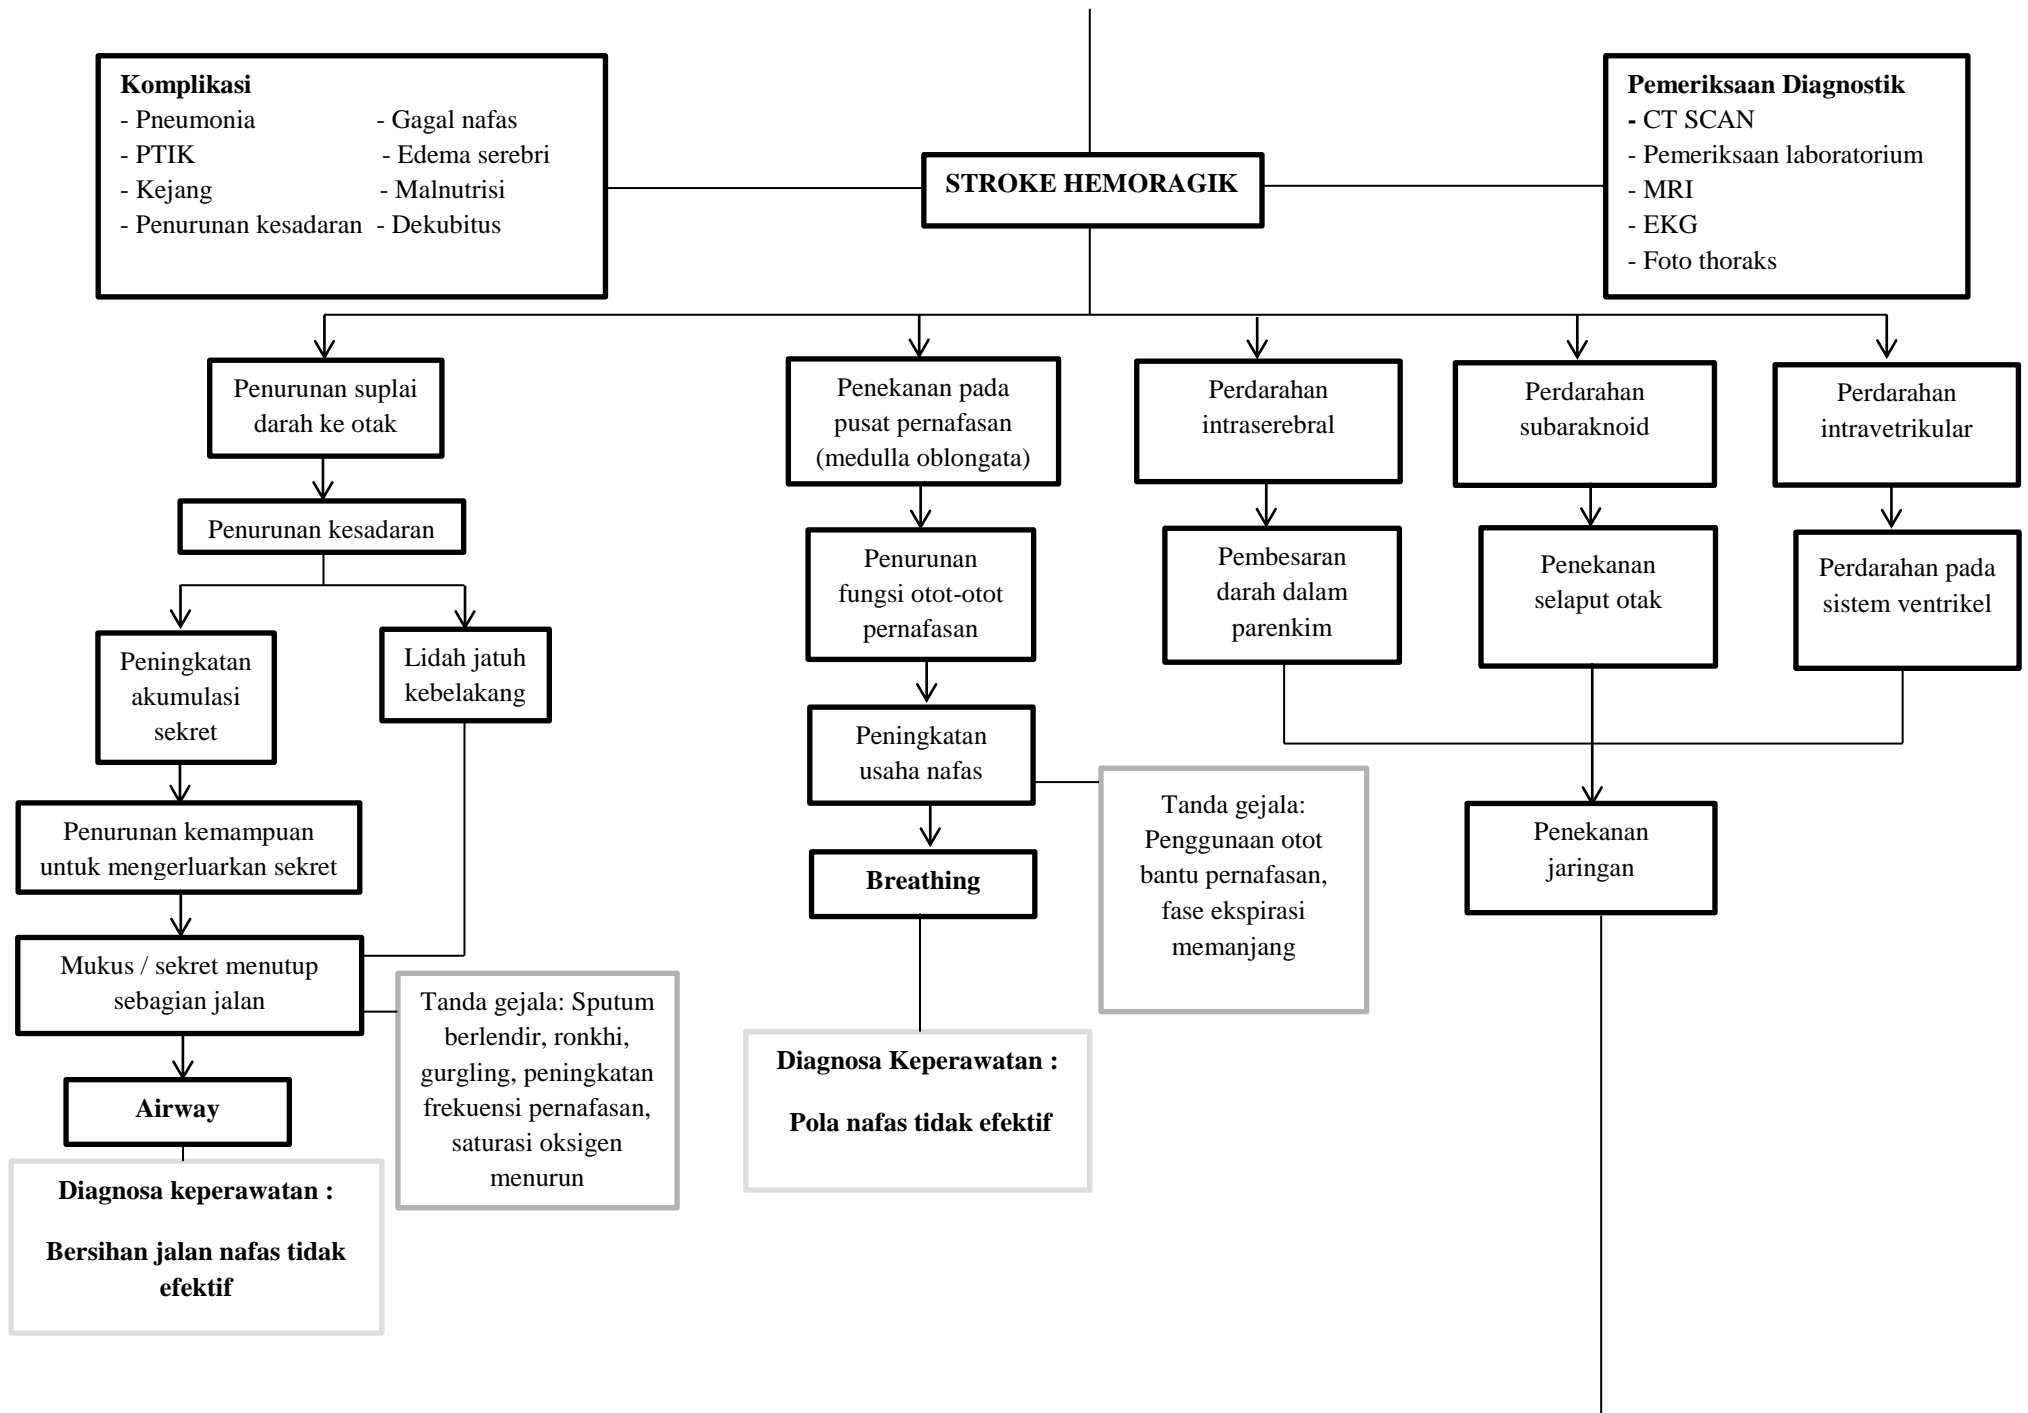 Komplikasi
- Pneumonia - Gagal nafas
- PTIK - Edema serebri
- Kejang - Malnutrisi
- Penurunan kesadaran - Dekubitus
STROKE HEMORAGIK
Pemeriksaan Diagnostik
- CT SCAN
- Pemeriksaan laboratorium
- MRI
- EKG
- Foto thoraks
Penurunan suplai
darah ke otak
Penurunan kesadaran
Peningkatan
akumulasi
sekret
Lidah jatuh
kebelakang
Penurunan kemampuan
untuk mengerluarkan sekret
Mukus / sekret menutup
sebagian jalan
Tanda gejala: Sputum
berlendir, ronkhi,
gurgling, peningkatan
frekuensi pernafasan,
saturasi oksigen
menurun
Airway
Diagnosa keperawatan :
Bersihan jalan nafas tidak
efektif
Penekanan pada
pusat pernafasan
(medulla oblongata)
Penurunan
fungsi otot-otot
pernafasan
Peningkatan
usaha nafas
Tanda gejala:
Penggunaan otot
bantu pernafasan,
fase ekspirasi
memanjang
Breathing
Diagnosa Keperawatan :
Pola nafas tidak efektif
Perdarahan
intraserebral
Pembesaran
darah dalam
parenkim
Perdarahan
subaraknoid
Penekanan
selaput otak
Perdarahan
intravetrikular
Perdarahan pada
sistem ventrikel
Penekanan
jaringan